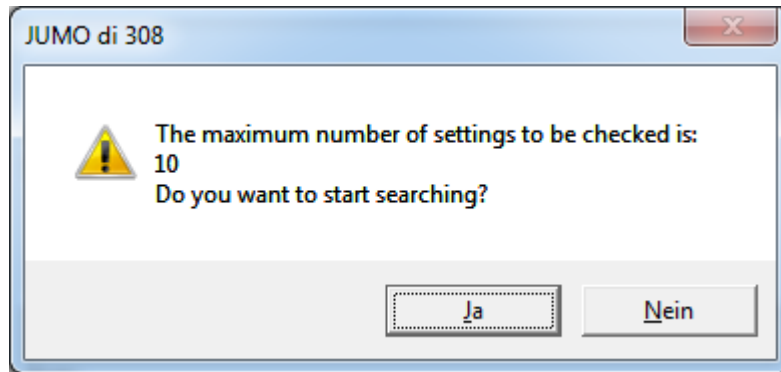 JUMO di 308
The maximum number of settings to be checked is:
10
Do you want to start searching?
Ja
Nein